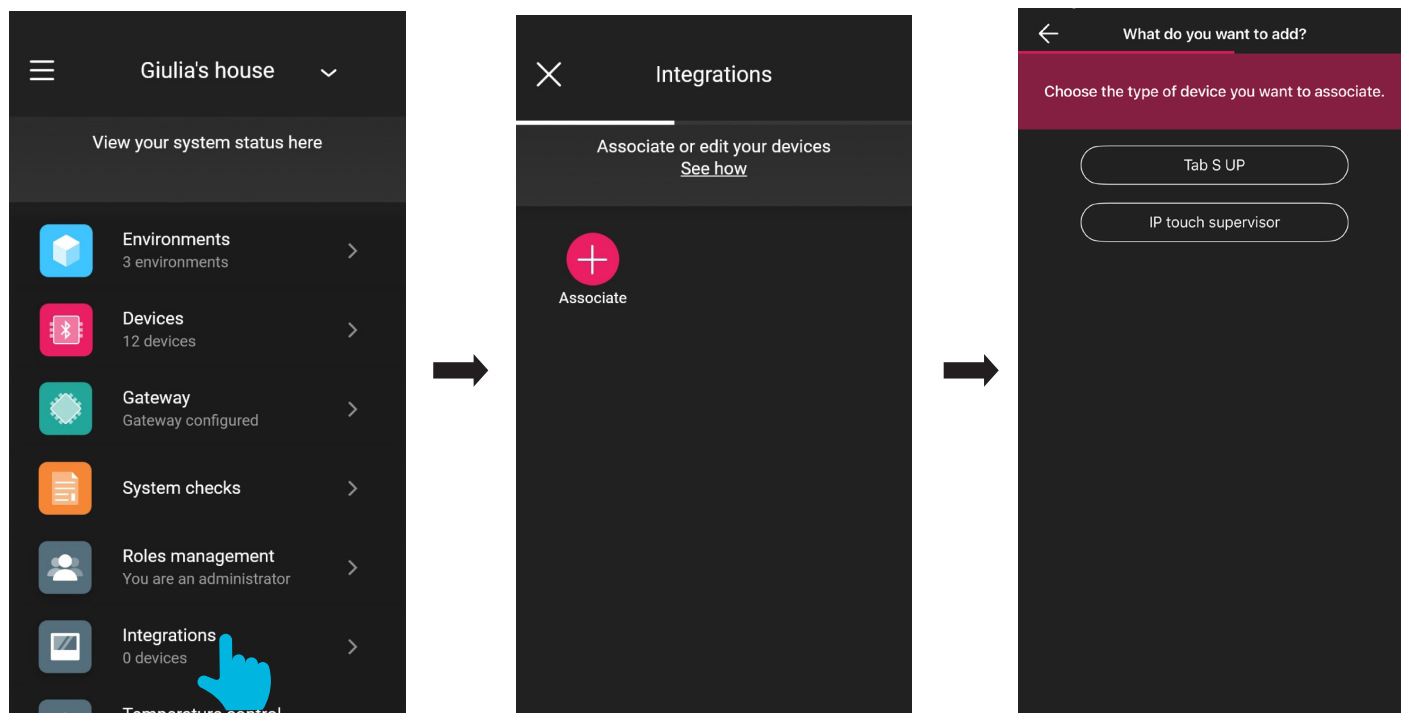 Giulia's house
View your system status here
Environments
3 environments
Devices
12 devices
Gateway
Gateway configured
System checks
Roles management
You are an administrator
Integrations
0 devices
Temperature control
Integrations
Associate or edit your devices
See how
Associate
What do you want to add?
Choose the type of device you want to associate.
Tab S UP
IP touch supervisor